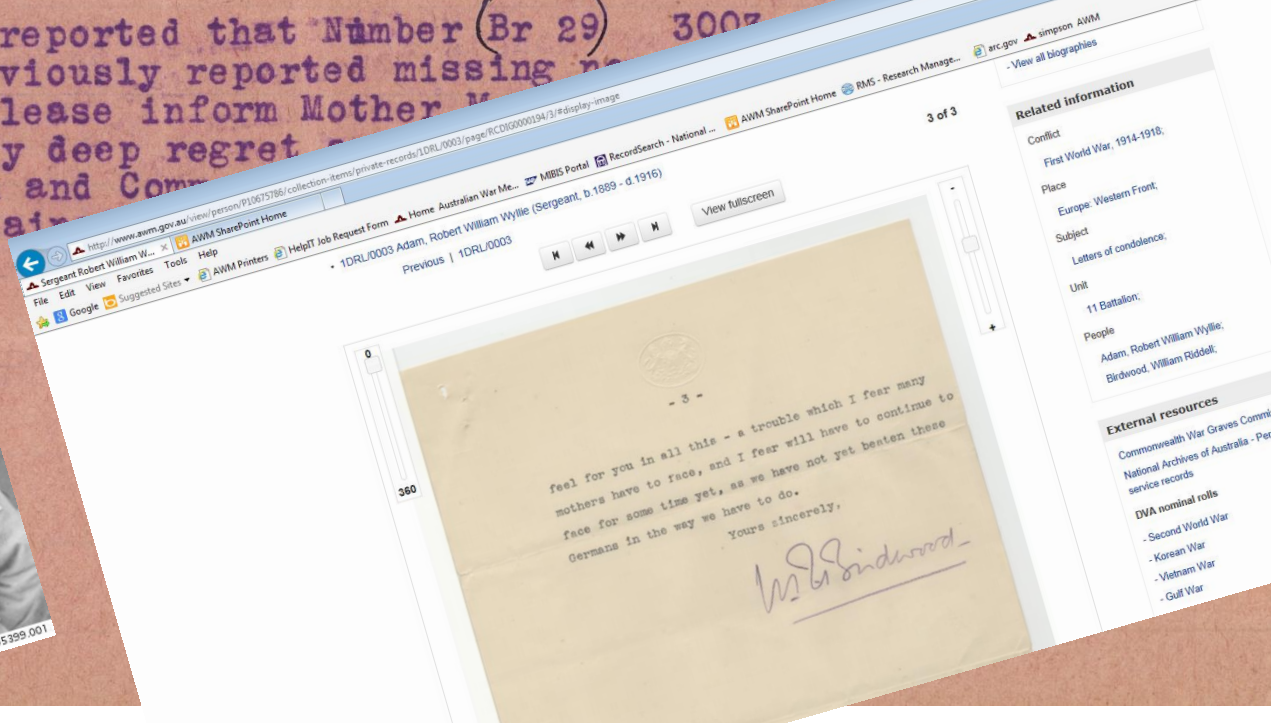 reported that Number (Br 29) 3003
viously reported missing
lease inform Mother
y deep regret
and
5399.001
http://www.awm.gov.au/view/person/P10675786/collection-items/private-records/1DRL/0003/page/RCDIG0000194/3/#display-image
Sergeant Robert William W... × AWM SharePoint Home
File Edit View Favorites Tools Help
Google Suggested Sites AWM Printers HelpIT Job Request Form Home Australian War Me... MIBIS Portal RecordSearch - National ... AWM SharePoint Home RMS - Research Manage... arc.gov simpson AWM
1DRL/0003 Adam, Robert William Wyllie (Sergeant, b.1889 - d.1916)
Previous | 1DRL/0003
3 of 3
View fullscreen
0
360
-
+
- 3 -
feel for you in all this - a trouble which I fear many
mothers have to face, and I fear will have to continue to
face for some time yet, as we have not yet beaten these
Germans in the way we have to do.
Yours sincerely,
W R Birdwood
- View all biographies
Related information
Conflict
First World War, 1914-1918;
Place
Europe: Western Front;
Subject
Letters of condolence;
Unit
11 Battalion;
People
Adam, Robert William Wyllie;
Birdwood, William Riddell;
External resources
Commonwealth War Graves
National Archives of Australia -
service records
DVA nominal rolls
- Second World War
- Korean War
- Vietnam War
- Gulf War